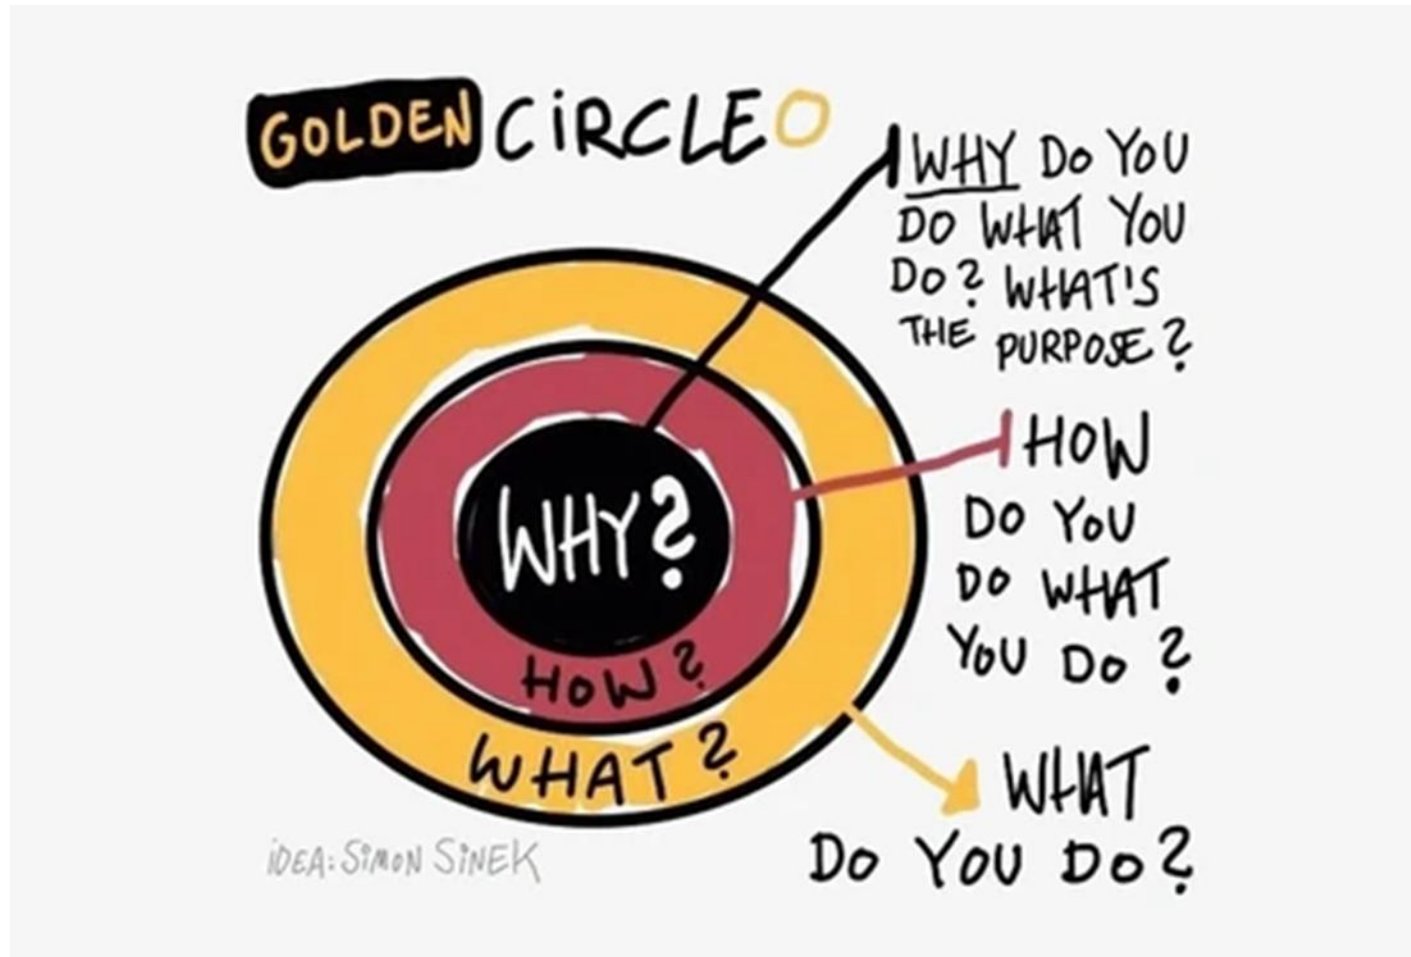 GOLDEN CiRCLE
WHY DO YOU
DO WHAT YOU
DO? WHAT'S
THE PURPOSE?
HOW
DO YOU
DO WHAT
YOU DO?
WHAT
DO YOU DO?
WHY?
HOW?
WHAT?
iDEA: SiMON SiNEK